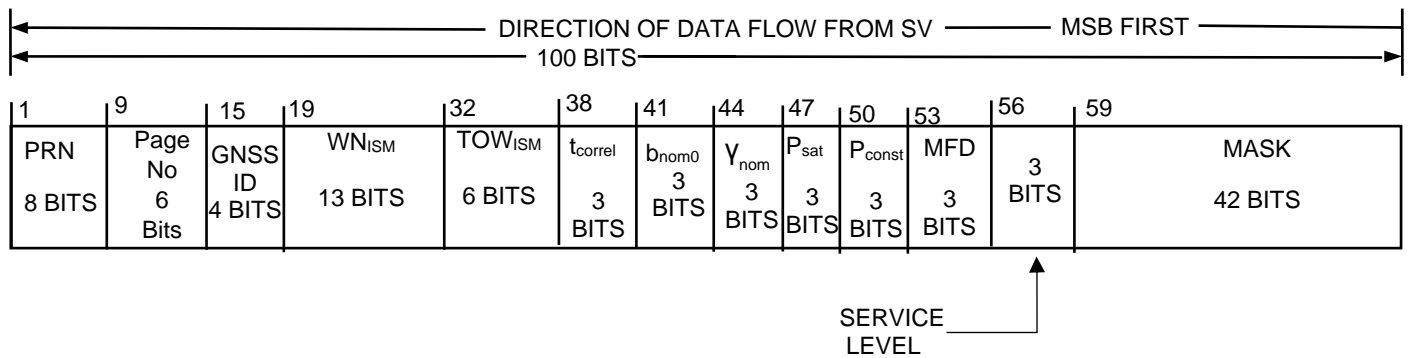 DIRECTION OF DATA FLOW FROM SV MSB FIRST
100 BITS
1 9 15 19 32 38 41 44 47 50 53 56 59
PRN
8 BITS
Page
No
6
Bits
GNSS
ID
4 BITS
WNISM
13 BITS
TOWISM
6 BITS
tcorrel
3
BITS
bnom0
3
BITS
γnom
3
BITS
Psat
3
BITS
Pconst
3
BITS
MFD
3
BITS
3
BITS
MASK
42 BITS
SERVICE
LEVEL